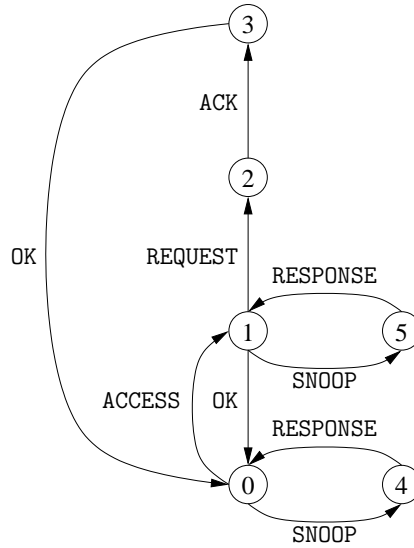 3
ACK
2
OK
REQUEST
RESPONSE
1
5
SNOOP
ACCESS
OK
RESPONSE
0
4
SNOOP